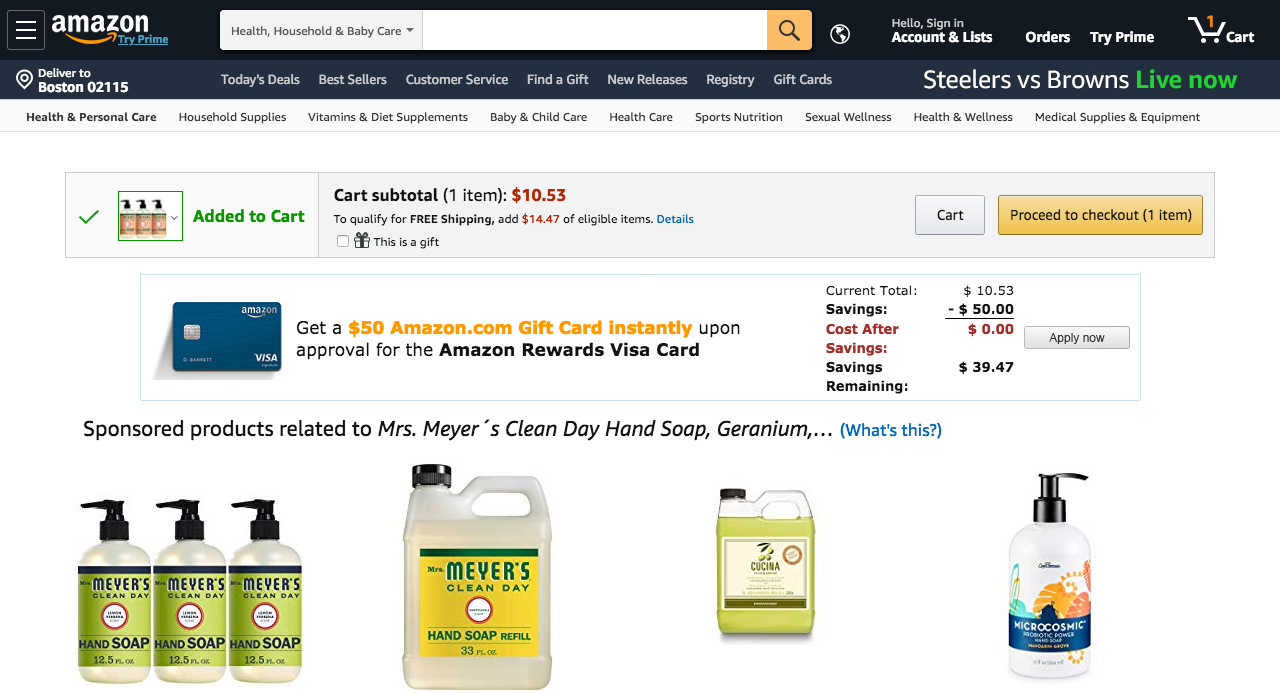 amazon
Try Prime
Health, Household & Baby Care
Hello, Sign in
Account & Lists
Orders
Try Prime
1
Cart
Deliver to
Boston 02115
Today's Deals
Best Sellers
Customer Service
Find a Gift
New Releases
Registry
Gift Cards
Steelers vs Browns Live now
Health & Personal Care
Household Supplies
Vitamins & Diet Supplements
Baby & Child Care
Health Care
Sports Nutrition
Sexual Wellness
Health & Wellness
Medical Supplies & Equipment
Added to Cart
Cart subtotal (1 item): $10.53
To qualify for FREE Shipping, add $14.47 of eligible items. Details
This is a gift
Cart
Proceed to checkout (1 item)
amazon
D. BARRETT
VISA
Get a $50 Amazon.com Gift Card instantly upon
approval for the Amazon Rewards Visa Card
Current Total: $ 10.53
Savings: - $ 50.00
Cost After $ 0.00
Savings:
Savings $ 39.47
Remaining:
Apply now
Sponsored products related to Mrs. Meyer´s Clean Day Hand Soap, Geranium,… (What's this?)
Mrs. MEYER'S
CLEAN DAY
LEMON
VERBENA
SCENT
HAND SOAP
12.5 FL. OZ.
Mrs. MEYER'S
CLEAN DAY
LEMON
VERBENA
SCENT
HAND SOAP
12.5 FL. OZ.
Mrs. MEYER'S
CLEAN DAY
LEMON
VERBENA
SCENT
HAND SOAP
12.5 FL. OZ.
Mrs. MEYER'S
CLEAN DAY
HONEYSUCKLE
SCENT
HAND SOAP REFILL
33 FL. OZ.
CUCINA
MICROCOSMIC™
PROBIOTIC POWER
HAND SOAP
MANDARIN GROVE